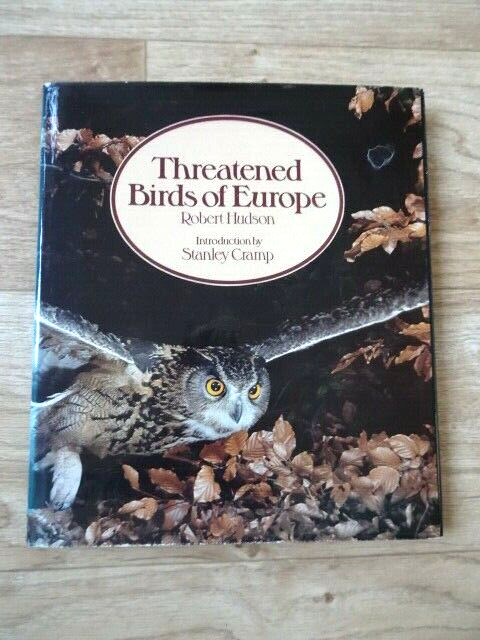 Threatened
Birds of Europe
Robert Hudson
Introduction by
Stanley Cramp